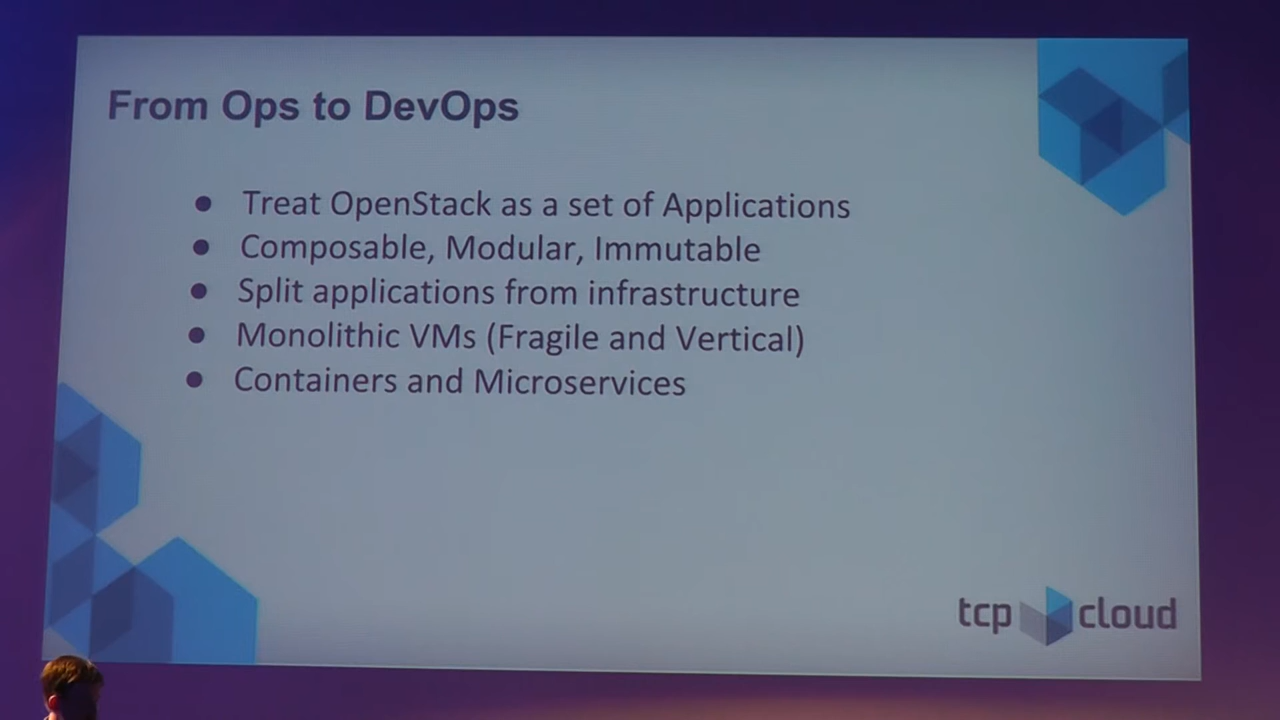 From Ops to DevOps
● Treat OpenStack as a set of Applications
● Composable, Modular, Immutable
● Split applications from infrastructure
● Monolithic VMs (Fragile and Vertical)
● Containers and Microservices
tcp cloud